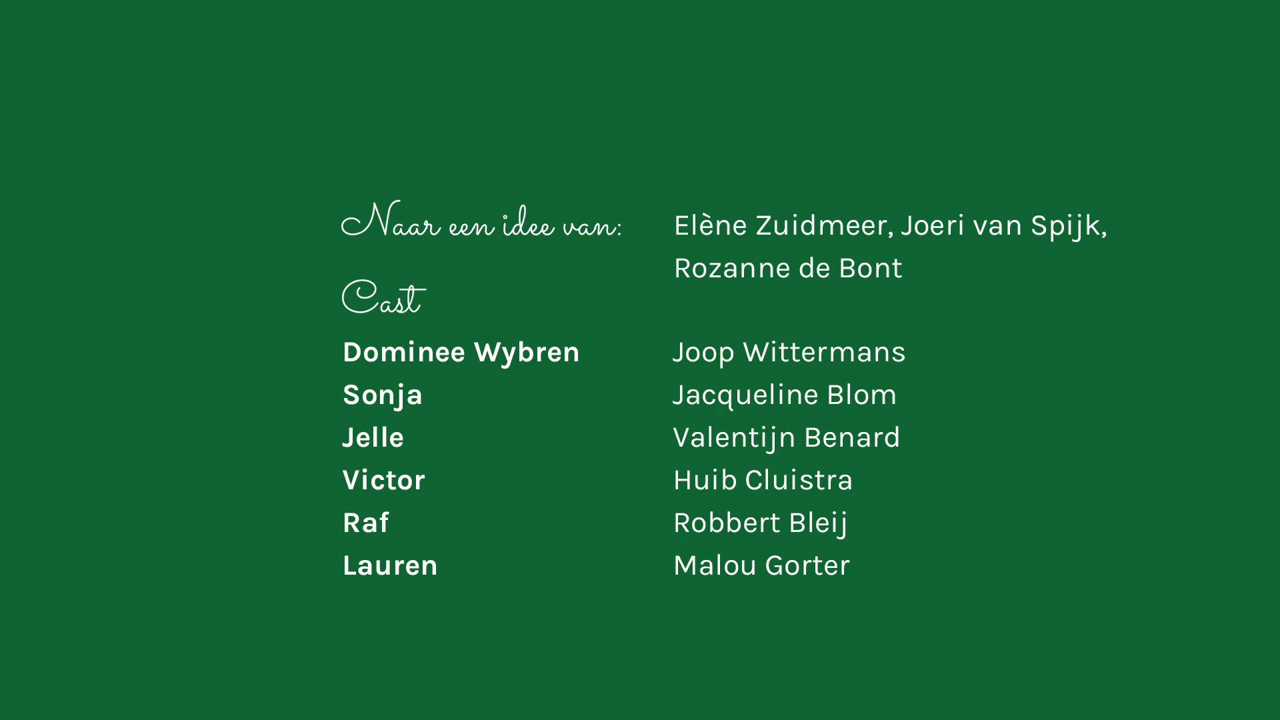 Naar een idee van: Elène Zuidmeer, Joeri van Spijk,
Rozanne de Bont
Cast
Dominee Wybren Joop Wittermans
Sonja Jacqueline Blom
Jelle Valentijn Benard
Victor Huib Cluistra
Raf Robbert Bleij
Lauren Malou Gorter